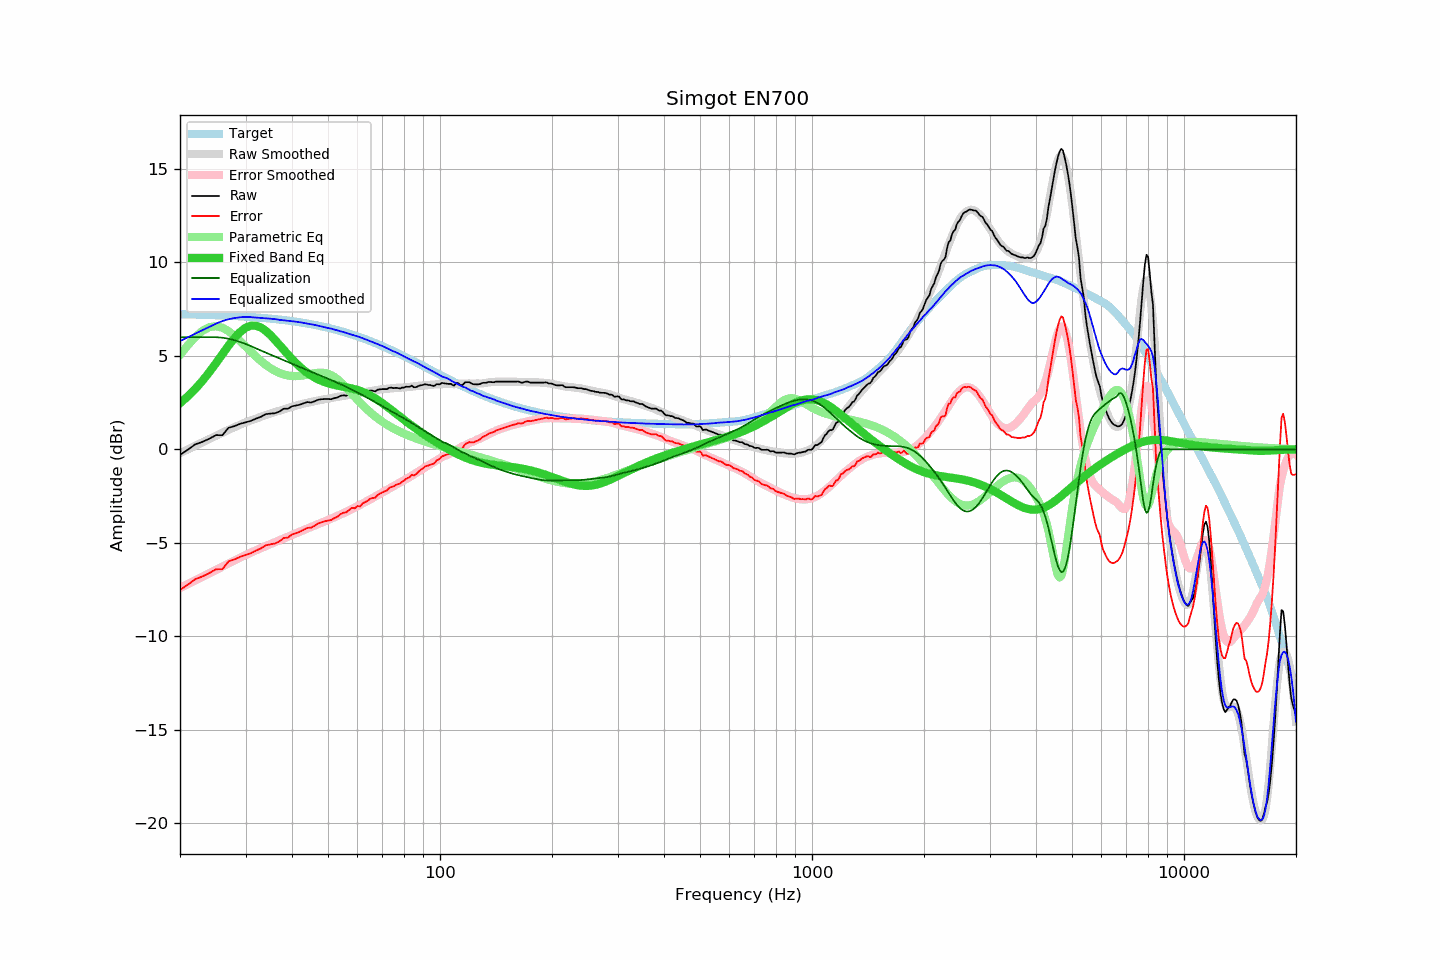 Simgot EN700
Target
Raw Smoothed
Error Smoothed
Raw
Error
Parametric Eq
Fixed Band Eq
Equalization
Equalized smoothed
Amplitude (dBr)
15
10
5
0
−5
−10
−15
−20
100
1000
10000
Frequency (Hz)